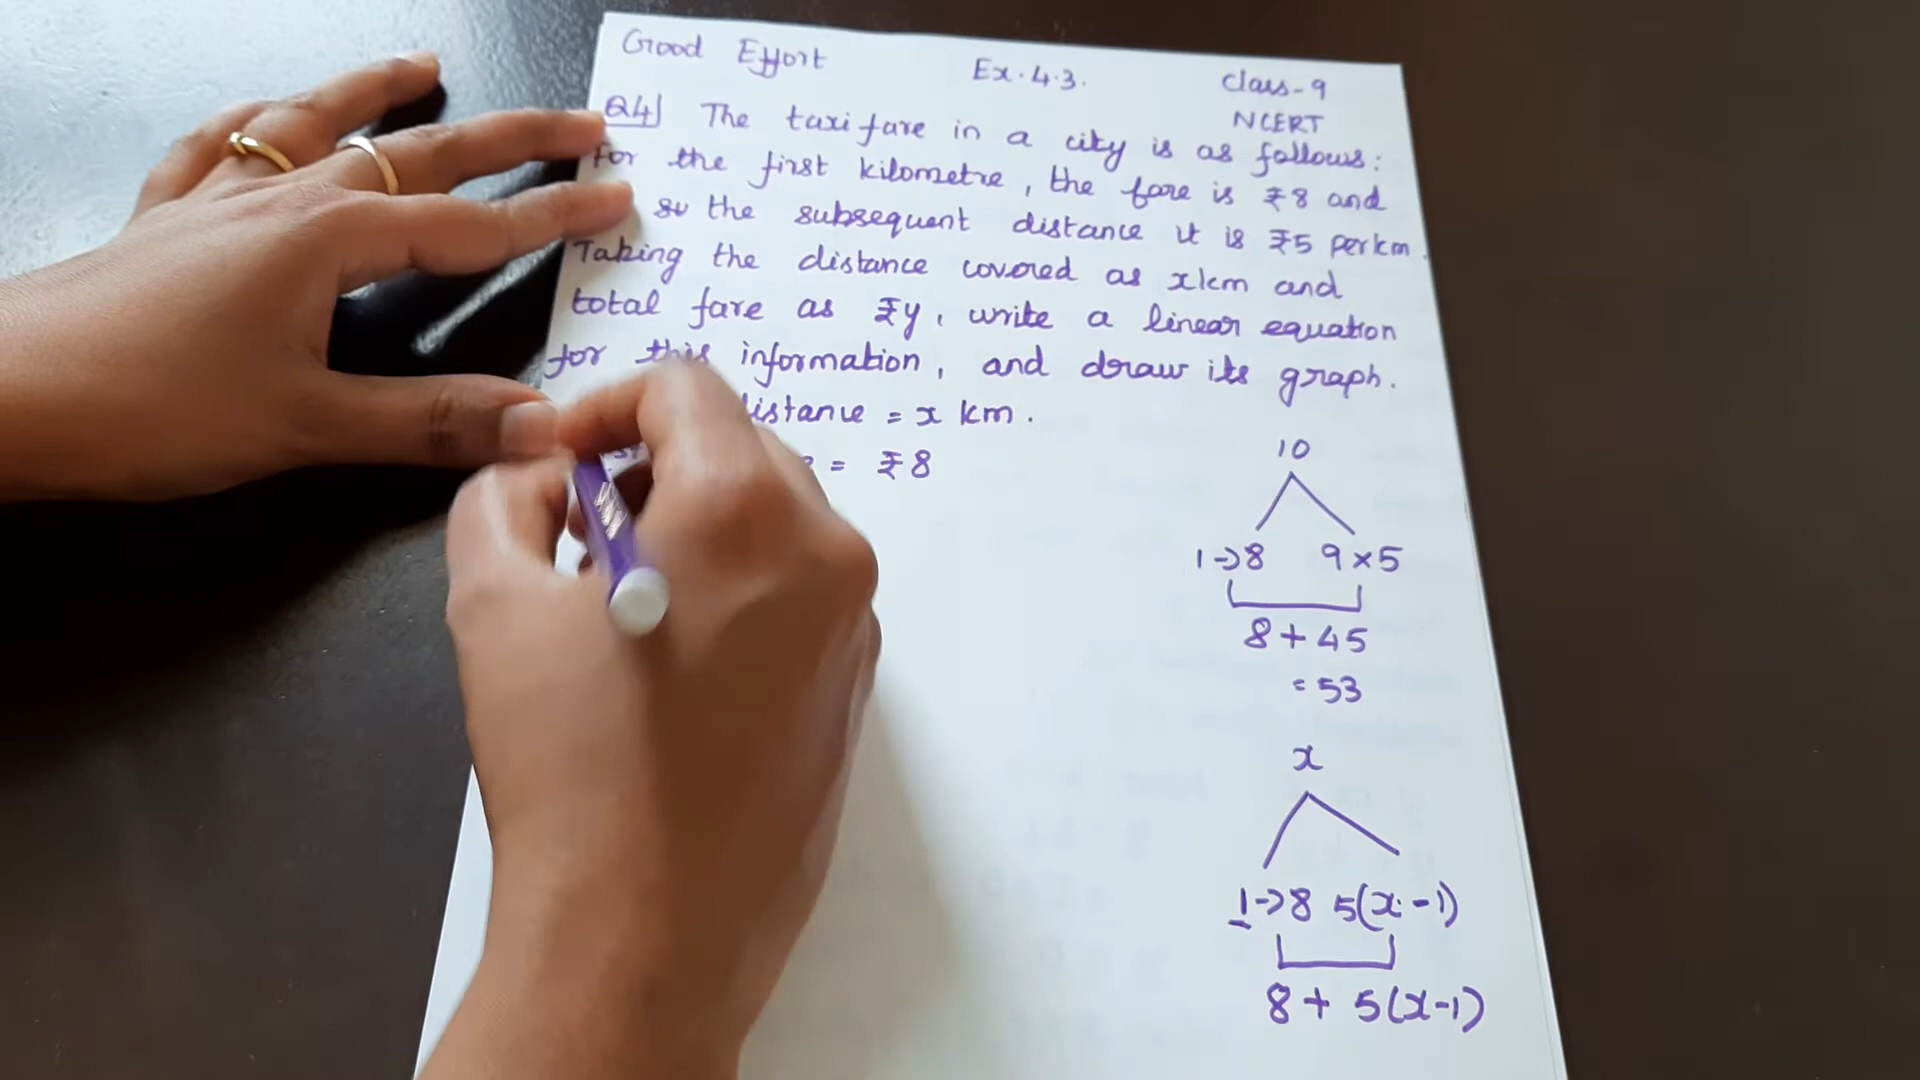 Good Effort Ex. 4.3. Class-9
NCERT
Q4) The taxi fare in a city is as follows:
For the first kilometre, the fare is ₹8 and
the subsequent distance it is ₹5 per km.
Taking the distance covered as x km and
total fare as ₹y, write a linear equation
for this information, and draw its graph.
distance = x km.
= ₹8
10
1→8 9×5
8+45
=53
x
1→8 5(x-1)
8+ 5(x-1)